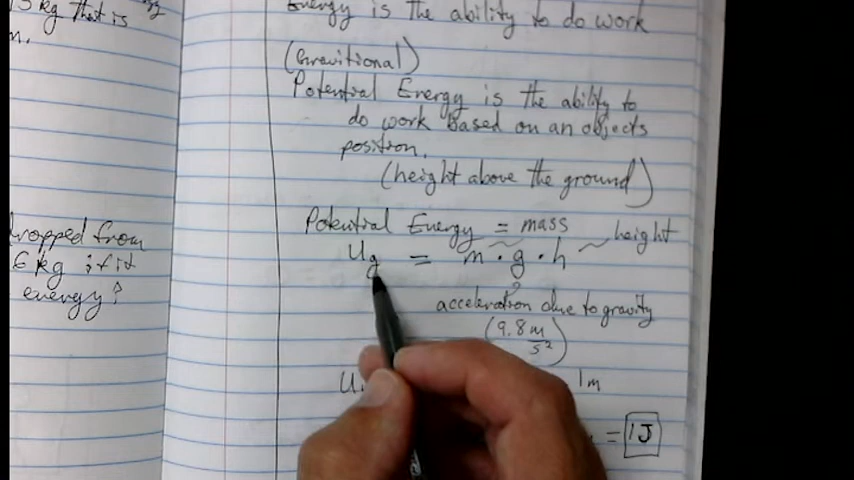 kg that is
m.
dropped from
6 kg if it
energy?
Energy is the ability to do work
(Gravitional)
Potential Energy is the ability to
do work based on an objects
position.
(height above the ground)
Potential Energy = mass height
Ug = m · g · h
acceleration due to gravity
(9.8 m/s²)
U 1m
= 1J